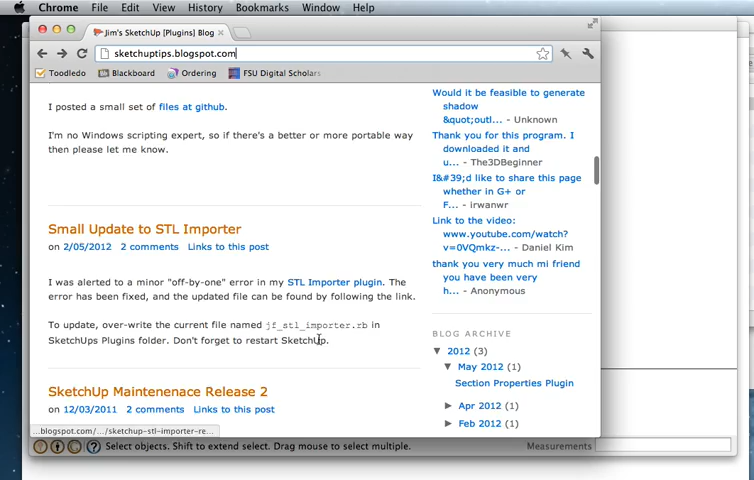 Chrome File Edit View History Bookmarks Window Help
Jim's SketchUp [Plugins] Blog
sketchuptips.blogspot.com
Toodledo Blackboard Ordering FSU Digital Schola
I posted a small set of files at github.
I'm no Windows scripting expert, so if there's a better or more portable way
then please let me know.
Small Update to STL Importer
on 2/05/2012 2 comments Links to this post
I was alerted to a minor "off-by-one" error in my STL Importer plugin. The
error has been fixed, and the updated file can be found by following the link.
To update, over-write the current file named jf_stl_importer.rb in
SketchUps Plugins folder. Don't forget to restart SketchUp.
SketchUp Maintenenace Release 2
on 12/03/2011 2 comments Links to this post
Would it be feasible to generate
shadow
&quot;outl... - Unknown
Thank you for this program. I
downloaded it and
u... - The3DBeginner
I&#39;d like to share this page
whether in G+ or
F... - irwanwr
Link to the video:
www.youtube.com/watch?
v=0VQmkz-... - Daniel Kim
thank you very much mi friend
you have been very
h... - Anonymous
BLOG ARCHIVE
▼ 2012 (3)
▼ May 2012 (1)
Section Properties Plugin
► Apr 2012 (1)
► Feb 2012 (1)
...blogspot.com/.../sketchup-stl-importer-re...
Select objects. Shift to extend select. Drag mouse to select multiple.
Measurements